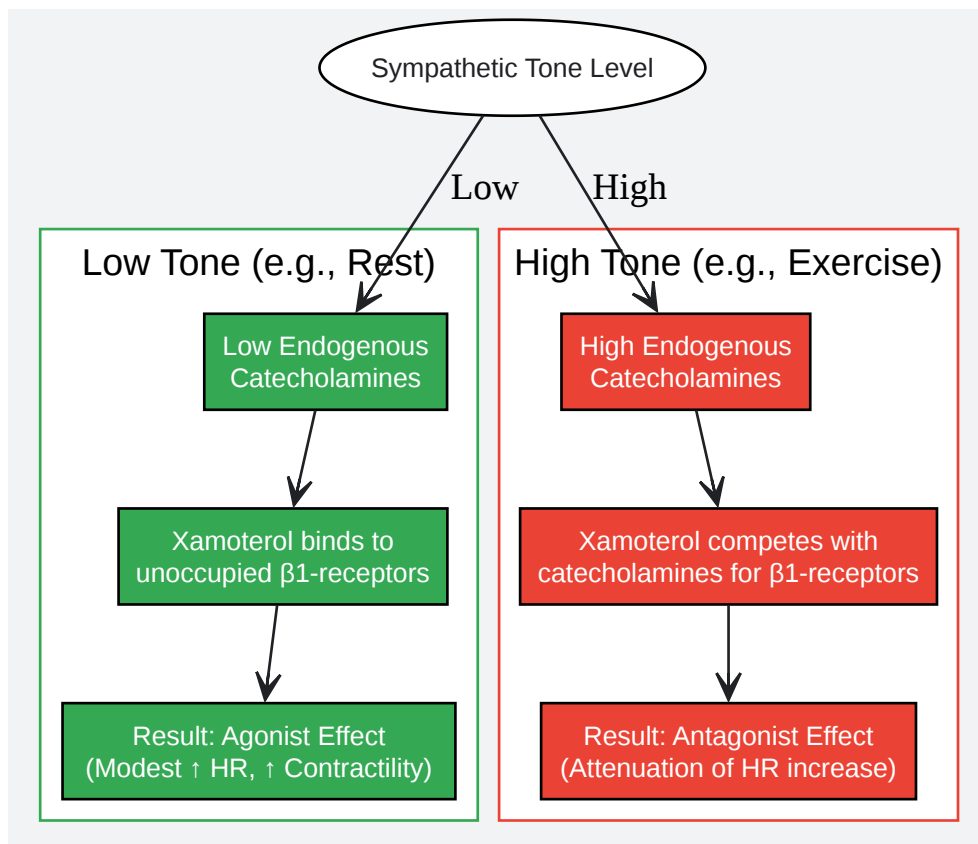 Sympathetic Tone Level
Low
High
Low Tone (e.g., Rest)
Low Endogenous
Catecholamines
Xamoterol binds to
unoccupied β1-receptors
Result: Agonist Effect
(Modest ↑ HR, ↑ Contractility)
High Tone (e.g., Exercise)
High Endogenous
Catecholamines
Xamoterol competes with
catecholamines for β1-receptors
Result: Antagonist Effect
(Attenuation of HR increase)